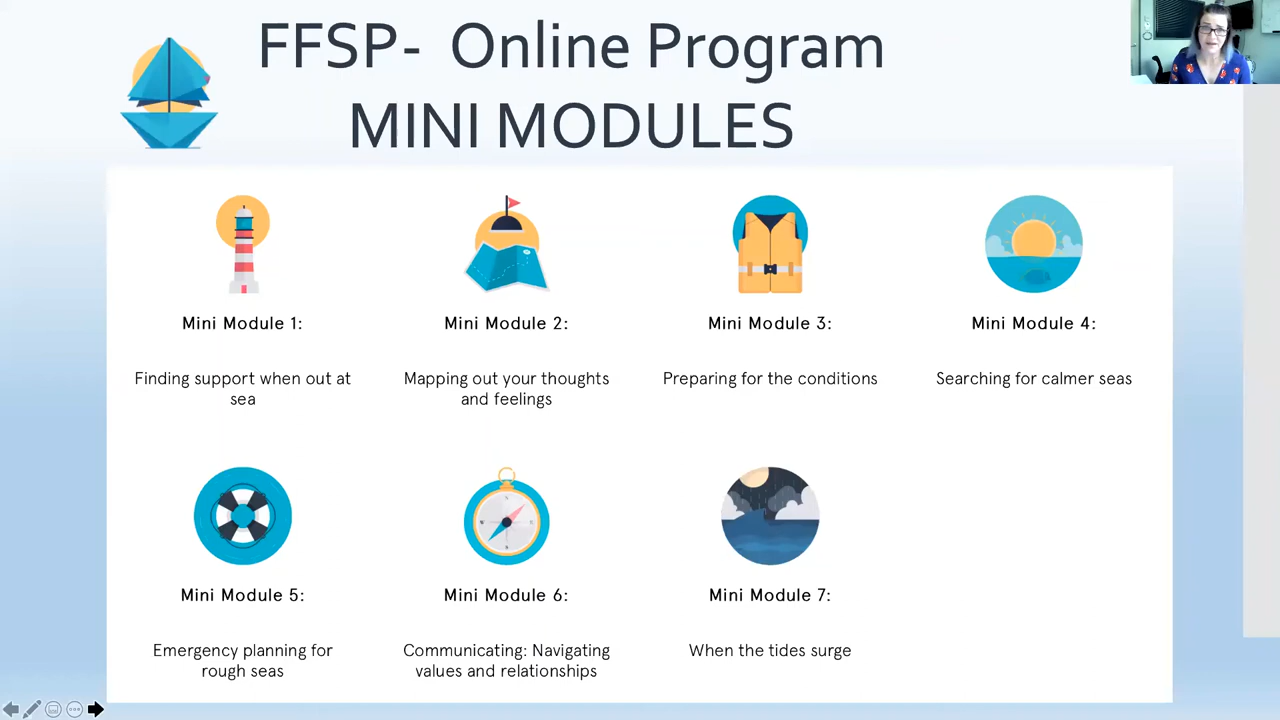 FFSP- Online Program
MINI MODULES
Mini Module 1:
Finding support when out at
sea
Mini Module 2:
Mapping out your thoughts
and feelings
Mini Module 3:
Preparing for the conditions
Mini Module 4:
Searching for calmer seas
Mini Module 5:
Emergency planning for
rough seas
Mini Module 6:
Communicating: Navigating
values and relationships
Mini Module 7:
When the tides surge